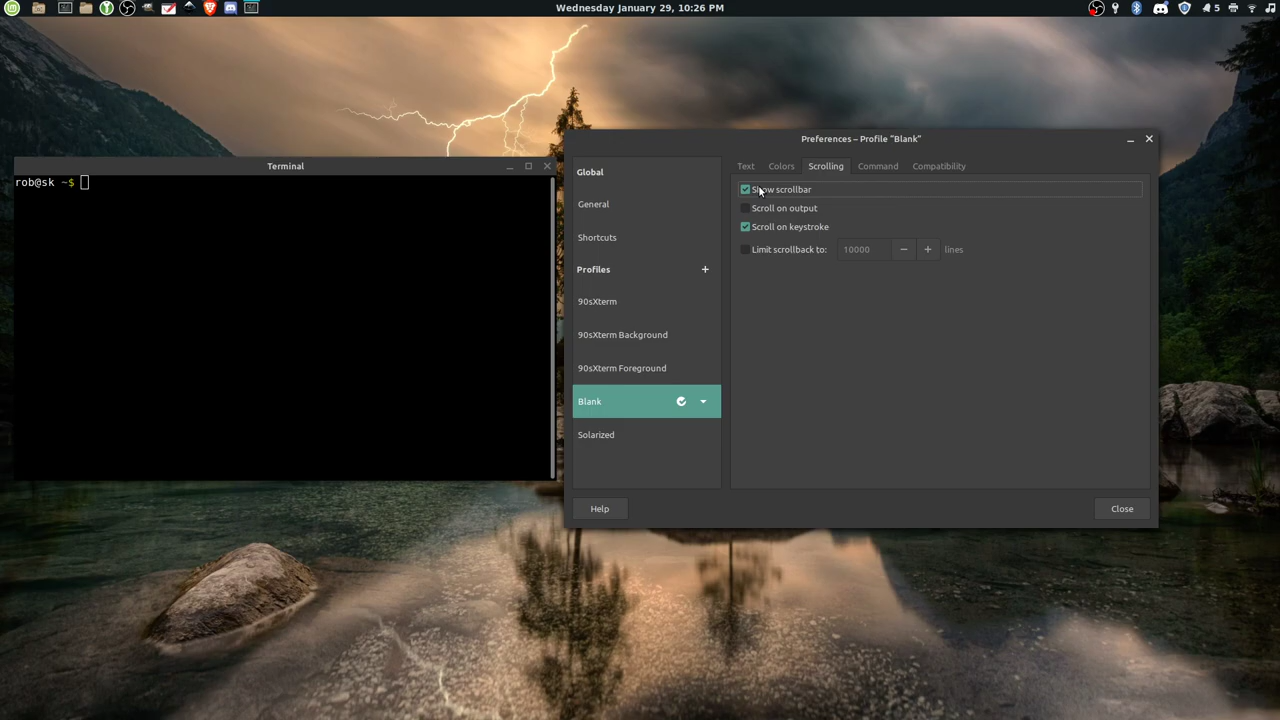 Wednesday January 29, 10:26 PM
5
Terminal
rob@sk ~$
Preferences – Profile “Blank”
Global
General
Shortcuts
Profiles
90sXterm
90sXterm Background
90sXterm Foreground
Blank
Solarized
Text Colors Scrolling Command Compatibility
Show scrollbar
Scroll on output
Scroll on keystroke
Limit scrollback to: 10000 lines
Help
Close